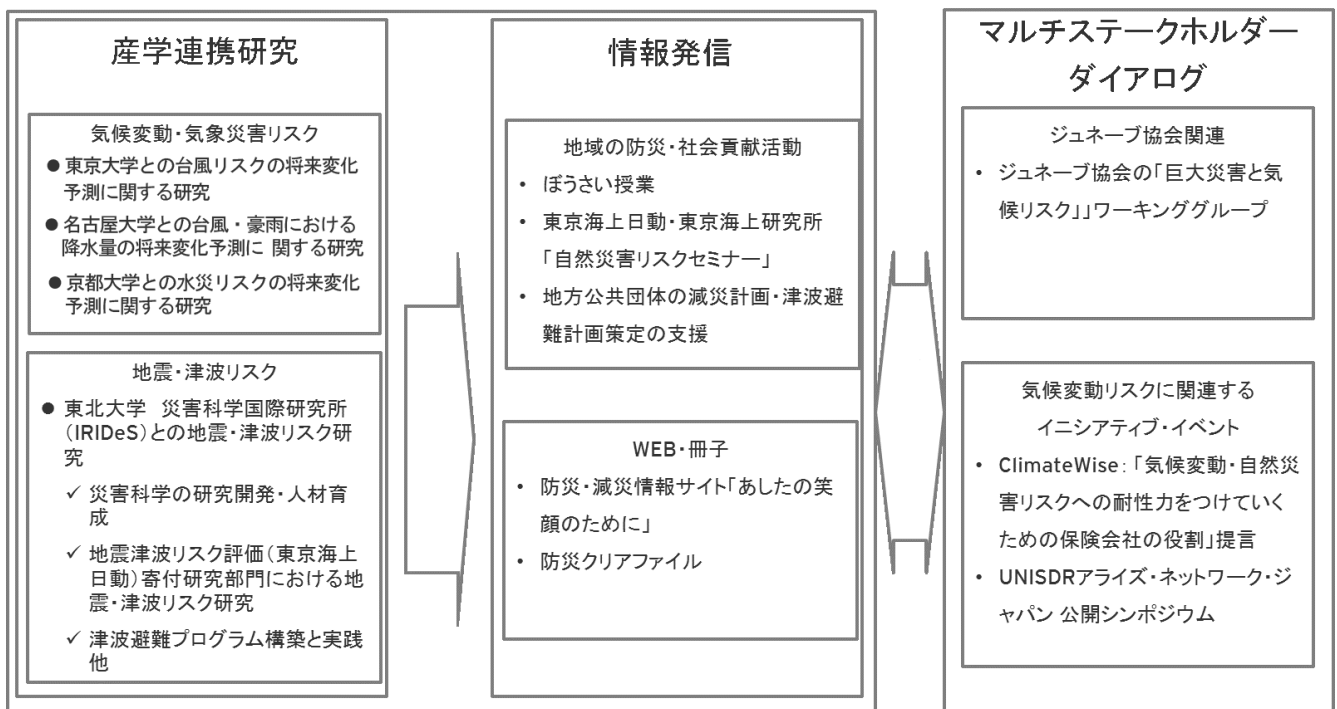 産学連携研究
気候変動・気象災害リスク
● 東京大学との台風リスクの将来変化
予測に関する研究
● 名古屋大学との台風・豪雨における
降水量の将来変化予測に 関する研究
● 京都大学との水災リスクの将来変化
予測に関する研究
地震・津波リスク
● 東北大学 災害科学国際研究所
(IRIDeS)との地震・津波リスク研
究
✓ 災害科学の研究開発・人材育
成
✓ 地震津波リスク評価(東京海上
日動)寄付研究部門における地
震・津波リスク研究
✓ 津波避難プログラム構築と実践
他
情報発信
地域の防災・社会貢献活動
• ぼうさい授業
• 東京海上日動・東京海上研究所
「自然災害リスクセミナー」
• 地方公共団体の減災計画・津波避
難計画策定の支援
WEB・冊子
• 防災・減災情報サイト「あしたの笑
顔のために」
• 防災クリアファイル
マルチステークホルダー
ダイアログ
ジュネーブ協会関連
• ジュネーブ協会の「巨大災害と気
候リスク」」ワーキンググループ
気候変動リスクに関連する
イニシアティブ・イベント
• ClimateWise:「気候変動・自然災
害リスクへの耐性力をつけていく
ための保険会社の役割」提言
• UNISDRアライズ・ネットワーク・ジ
ャパン 公開シンポジウム